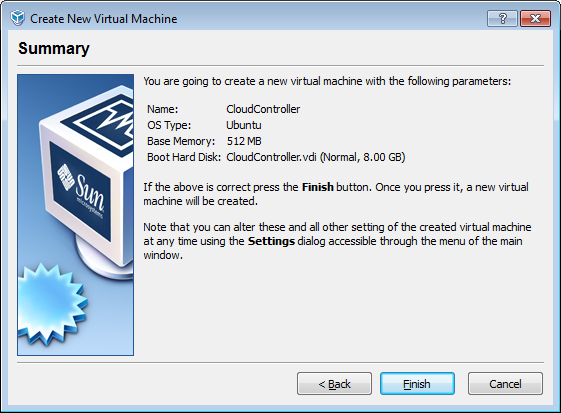 Create New Virtual Machine
?
Summary
You are going to create a new virtual machine with the following parameters:
Name: CloudController
OS Type: Ubuntu
Base Memory: 512 MB
Boot Hard Disk: CloudController.vdi (Normal, 8.00 GB)
If the above is correct press the Finish button. Once you press it, a new virtual
machine will be created.
Note that you can alter these and all other setting of the created virtual machine
at any time using the Settings dialog accessible through the menu of the main
window.
Sun
microsystems
< Back
Finish
Cancel